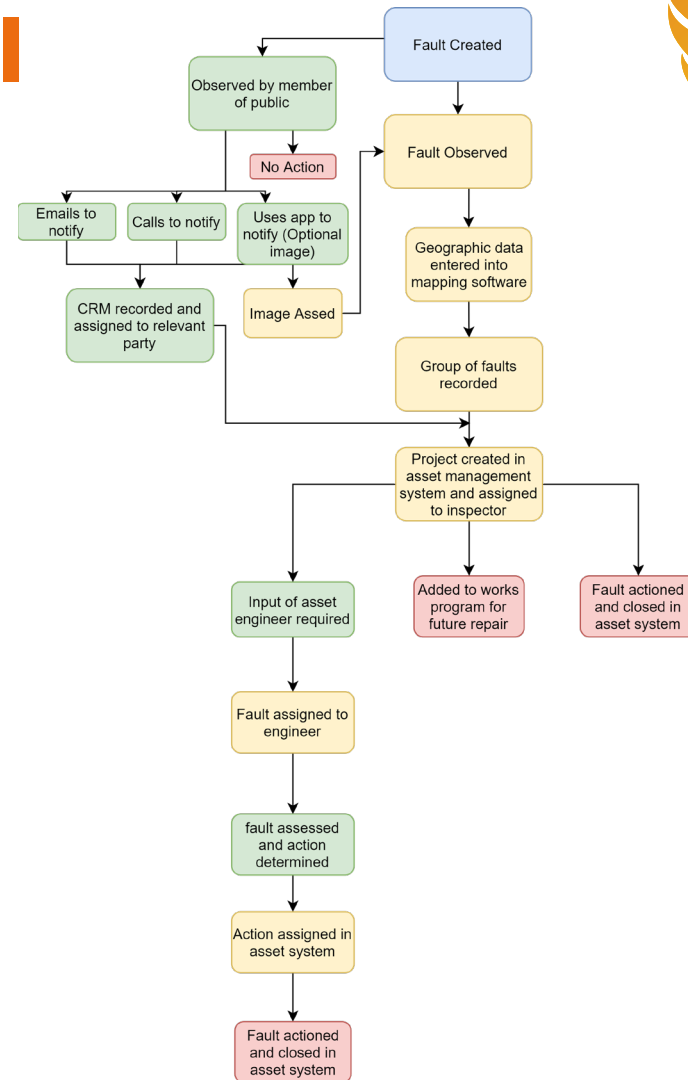 Fault Created
Observed by member
of public
Fault Observed
No Action
Emails to
notify
Calls to notify
Uses app to
notify (Optional
image)
Geographic data
entered into
mapping software
CRM recorded and
assigned to relevant
party
Image Assed
Group of faults
recorded
Project created in
asset management
system and assigned
to inspector
Input of asset
engineer required
Added to works
program for
future repair
Fault actioned
and closed in
asset system
Fault assigned to
engineer
fault assessed
and action
determined
Action assigned in
asset system
Fault actioned
and closed in
asset system